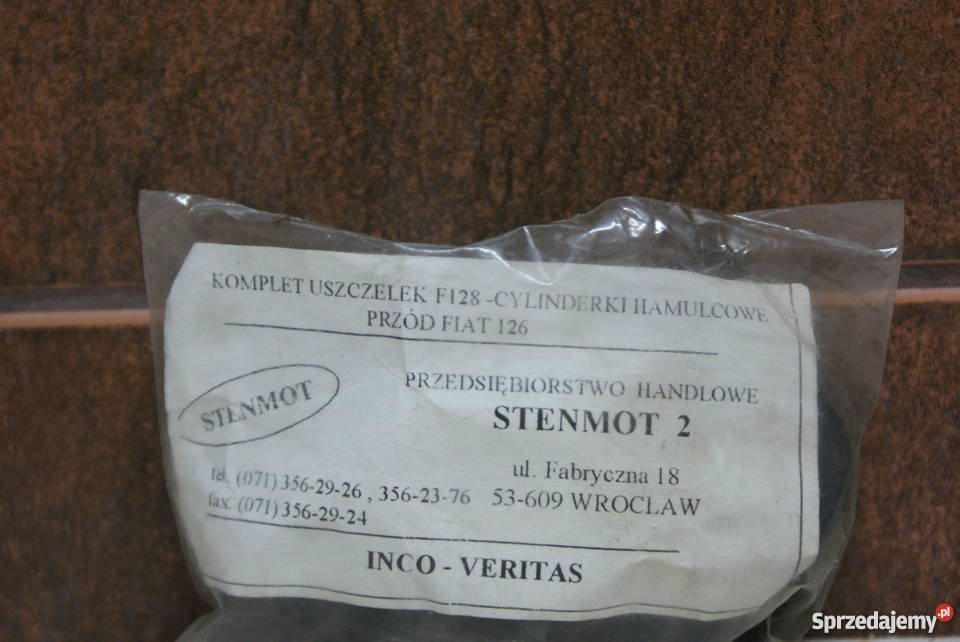 KOMPLET USZCZELEK F128 -CYLINDERKI HAMULCOWE
PRZÓD FIAT 126
STENMOT
PRZEDSIĘBIORSTWO HANDLOWE
STENMOT 2
ul. Fabryczna 18
tel. (071) 356-29-26 , 356-23-76 53-609 WROCŁAW
fax. (071) 356-29-24
INCO - VERITAS
Sprzedajemy.pl